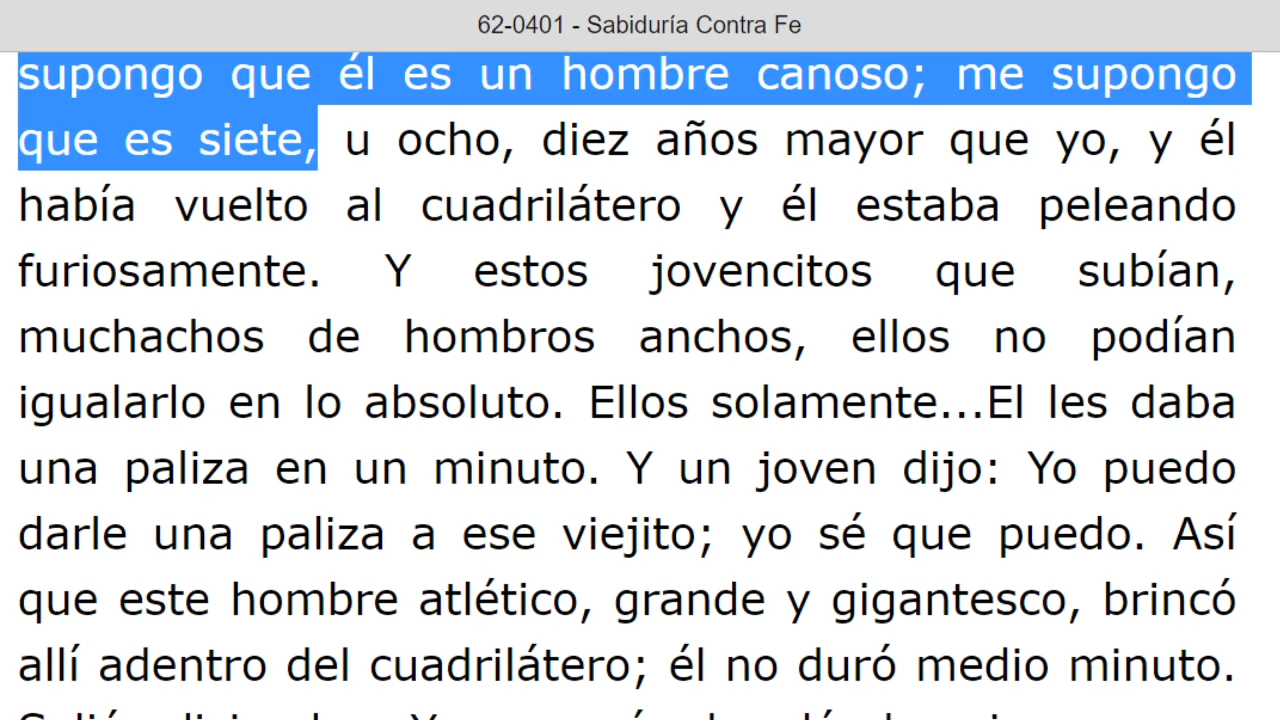 62-0401 - Sabiduría Contra Fe
supongo que él es un hombre canoso; me supongo
que es siete, u ocho, diez años mayor que yo, y él
había vuelto al cuadrilátero y él estaba peleando
furiosamente. Y estos jovencitos que subían,
muchachos de hombros anchos, ellos no podían
igualarlo en lo absoluto. Ellos solamente...El les daba
una paliza en un minuto. Y un joven dijo: Yo puedo
darle una paliza a ese viejito; yo sé que puedo. Así
que este hombre atlético, grande y gigantesco, brincó
allí adentro del cuadrilátero; él no duró medio minuto.